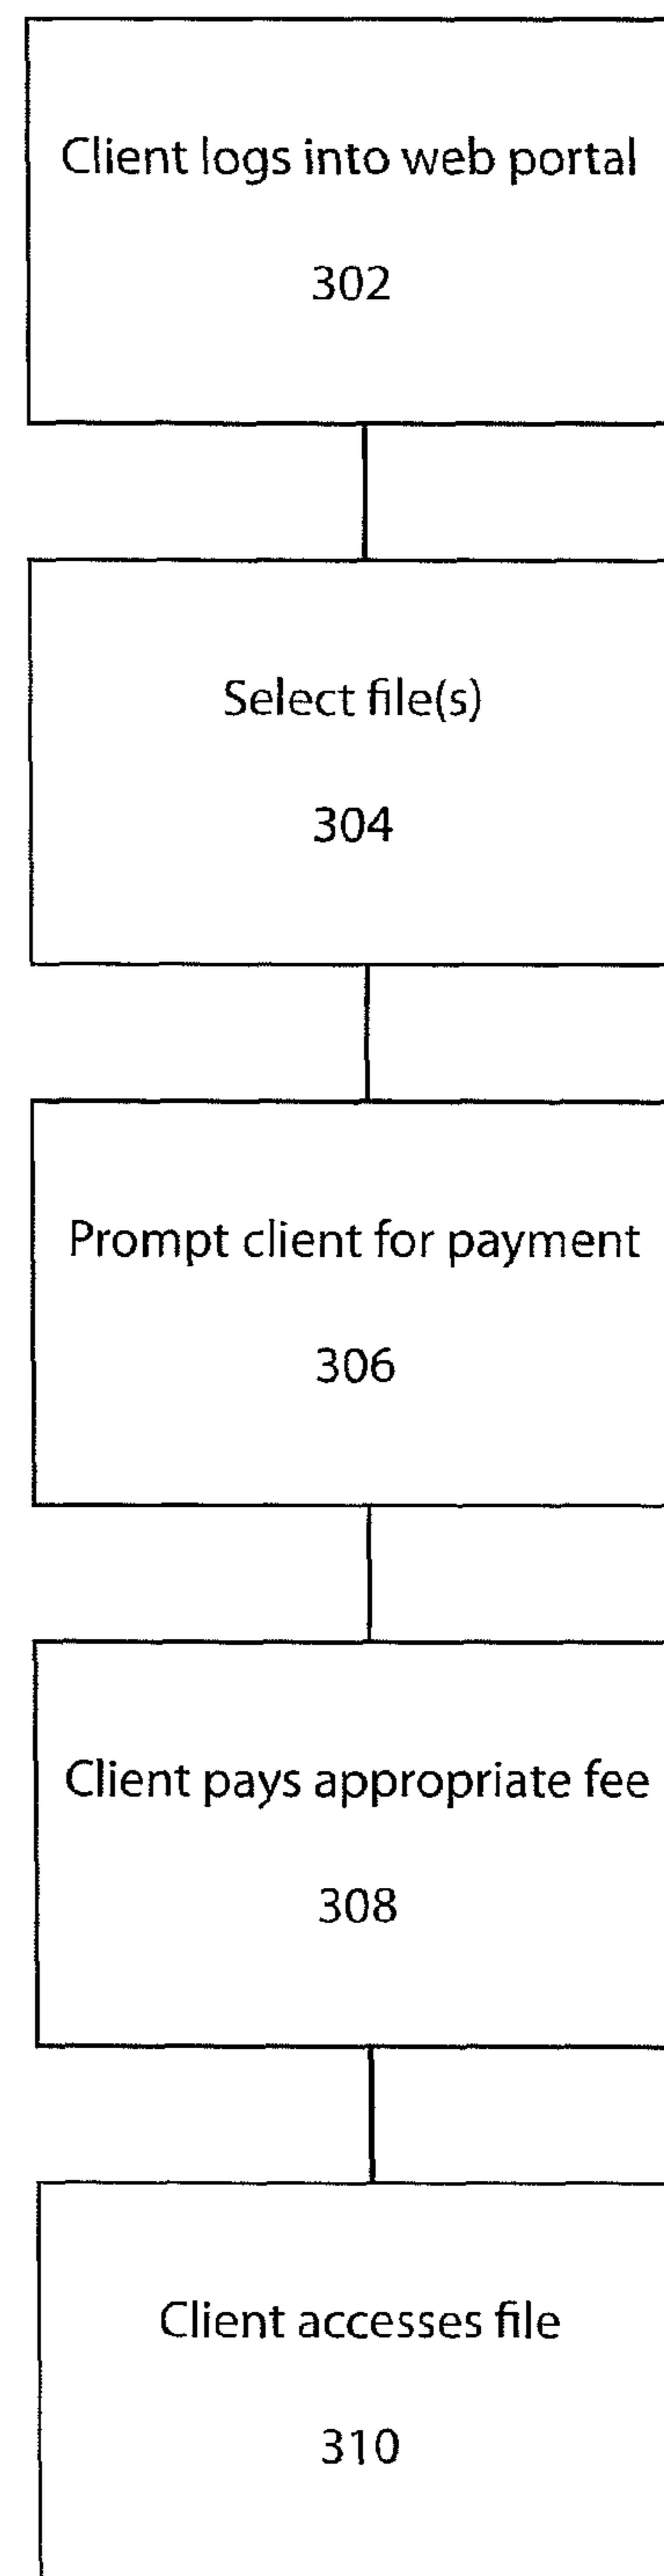 Client logs into web portal
302
Select file(s)
304
Prompt client for payment
306
Client pays appropriate fee
308
Client accesses file
310